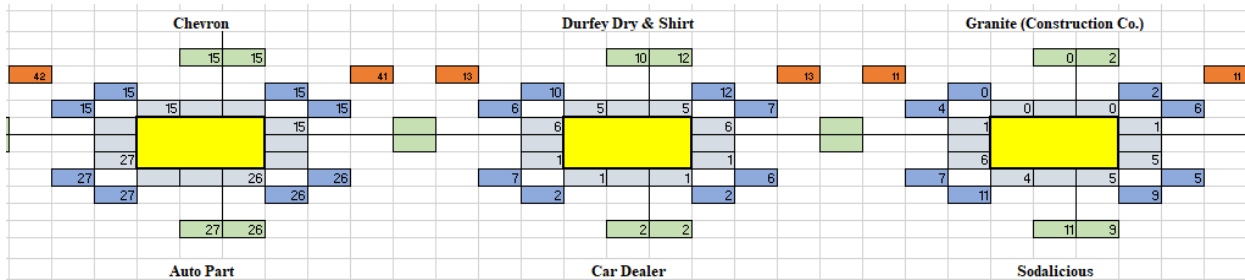 Chevron Durfey Dry & Shirt Granite (Construction Co.)
15 15 10 12 0 2
42 41 13 13 11 11
15 15 10 12 0 2
15 15 15 6 5 5 7 4 0 0 6
15 6 6 1 1
27 1 1 6 5
27 26 26 7 1 1 6 7 4 5 5
27 26 2 2 11 9
27 26 2 2 11 9
Auto Part Car Dealer Sodalicious